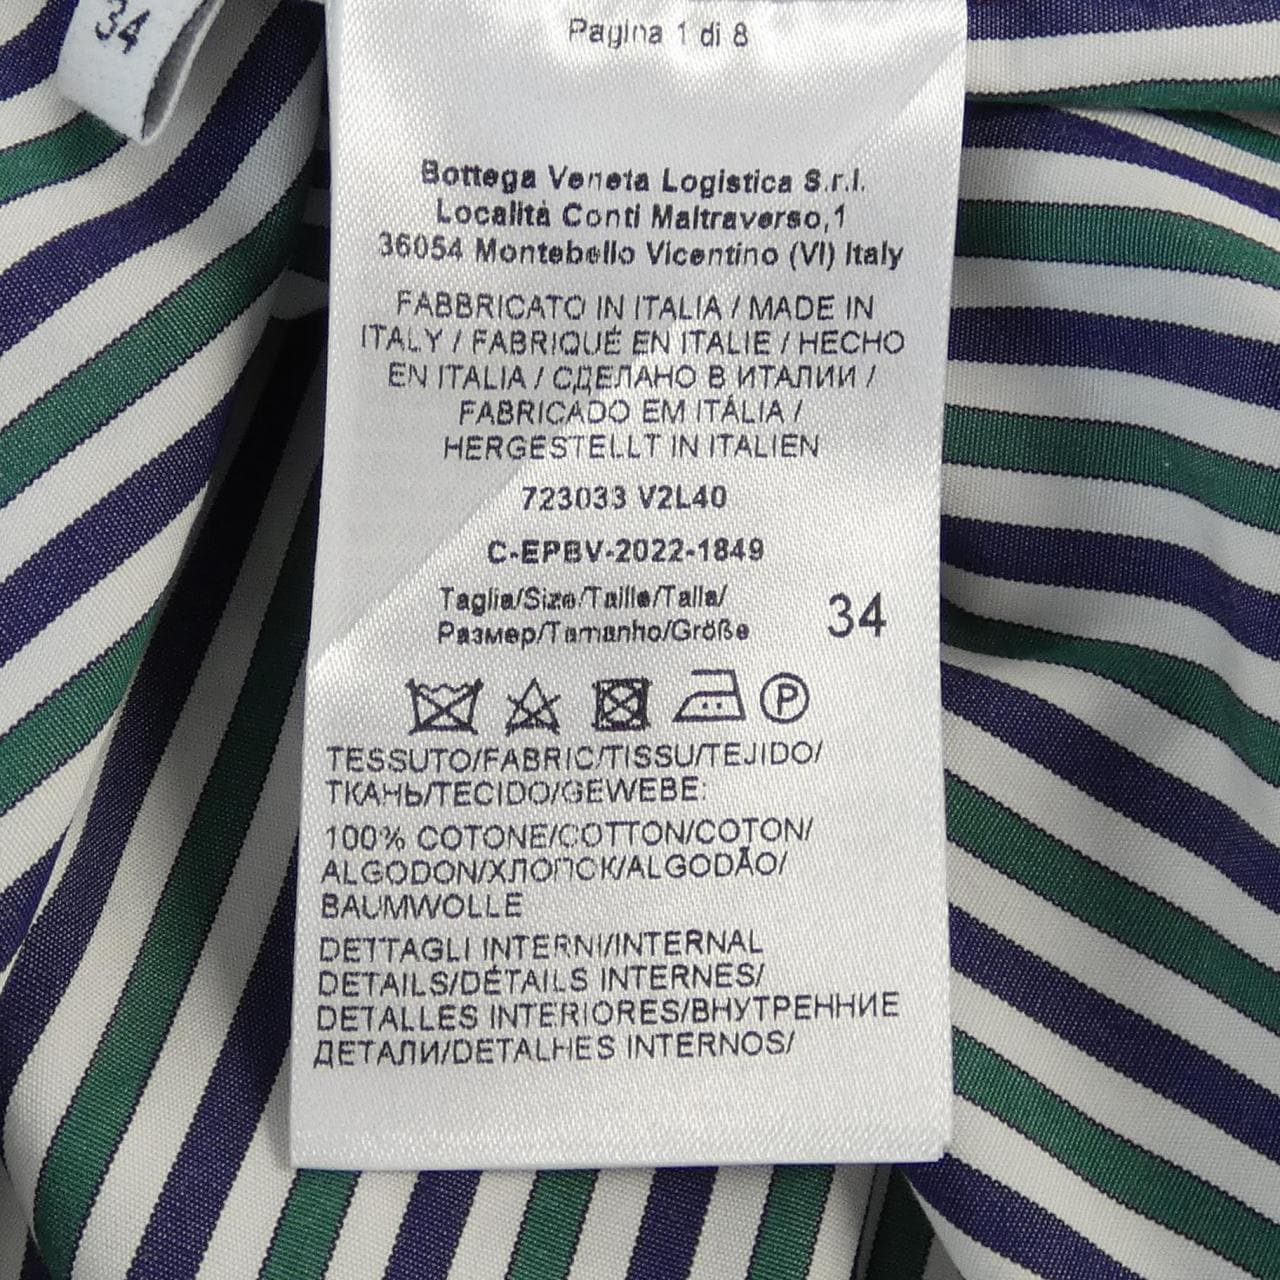 34
Pagina 1 di 8
Bottega Veneta Logistica S.r.l.
Località Conti Maltraverso,1
36054 Montebello Vicentino (VI) Italy
FABBRICATO IN ITALIA / MADE IN
ITALY / FABRIQUÉ EN ITALIE / HECHO
EN ITALIA / СДЕЛАНО В ИТАЛИИ /
FABRICADO EM ITÁLIA /
HERGESTELLT IN ITALIEN
723033 V2L40
C-EPBV-2022-1849
Taglia/Size/Taille/Talla/
Размер/Tamanho/Größe 34
P
TESSUTO/FABRIC/TISSU/TEJIDO/
ТКАНЬ/TECIDO/GEWEBE:
100% COTONE/COTTON/COTON/
ALGODON/ХЛОПОК/ALGODÃO/
BAUMWOLLE
DETTAGLI INTERNI/INTERNAL
DETAILS/DÉTAILS INTERNES/
DETALLES INTERIORES/ВНУТРЕННИЕ
ДЕТАЛИ/DETALHES INTERNOS/